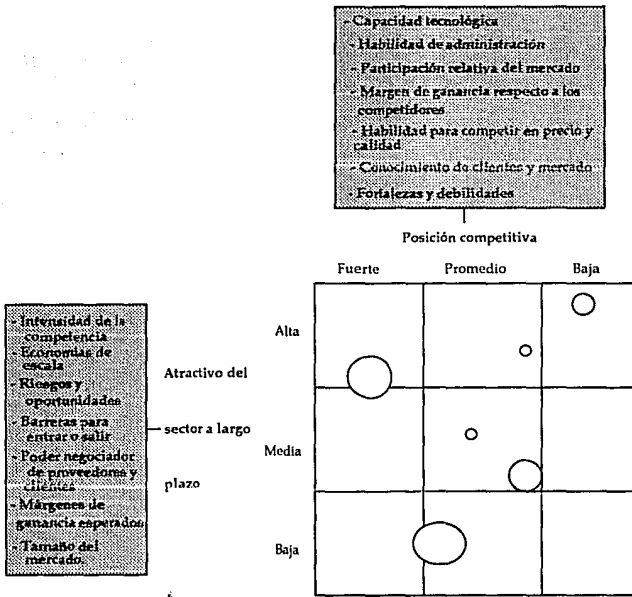 - Capacidad tecnológica
- Habilidad de administración
- Participación relativa del mercado
- Margen de ganancia respecto a los
competidores
- Habilidad para competir en precio y
calidad
- Conocimiento de clientes y mercado
- Fortalezas y debilidades
Posición competitiva
Fuerte Promedio Baja
- Intensidad de la
competencia
- Economías de
escala
- Riesgos y
oportunidades
- Barreras para
entrar o salir
- Poder negociador
de proveedores y
clientes
- Márgenes de
ganancia esperados
- Tamaño del
mercado
Atractivo del
sector a largo
plazo
Alta
Media
Baja